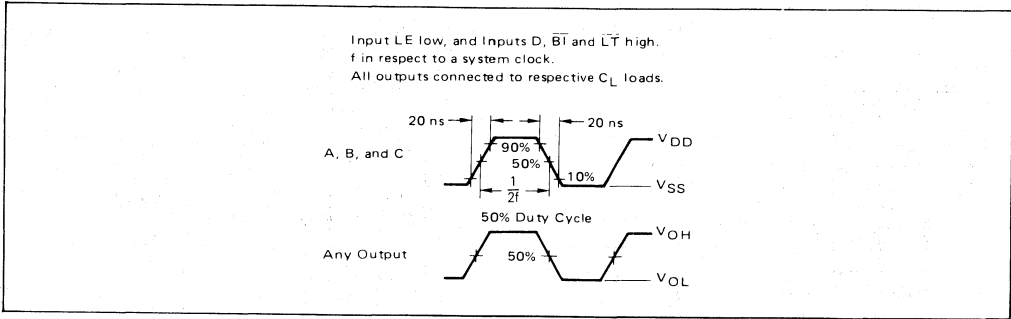 Input LE low, and Inputs D, B̅I̅ and L̅T̅ high.
f in respect to a system clock.
All outputs connected to respective CL loads.
20 ns
20 ns
A, B, and C
90%
50%
10%
VDD
VSS
1
2f
50% Duty Cycle
Any Output
50%
VOH
VOL